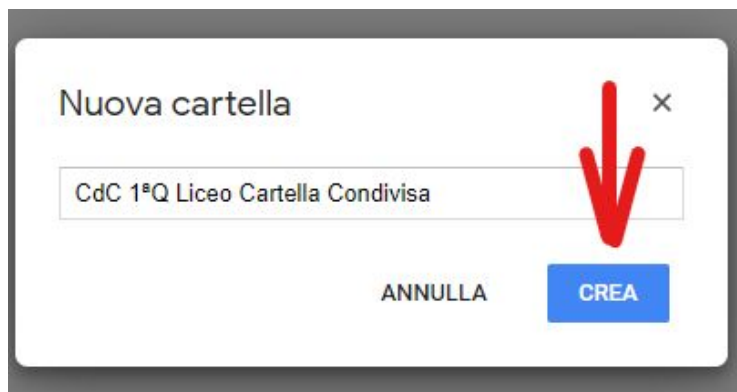 Nuova cartella
CdC 1ªQ Liceo Cartella Condivisa
ANNULLA
CREA